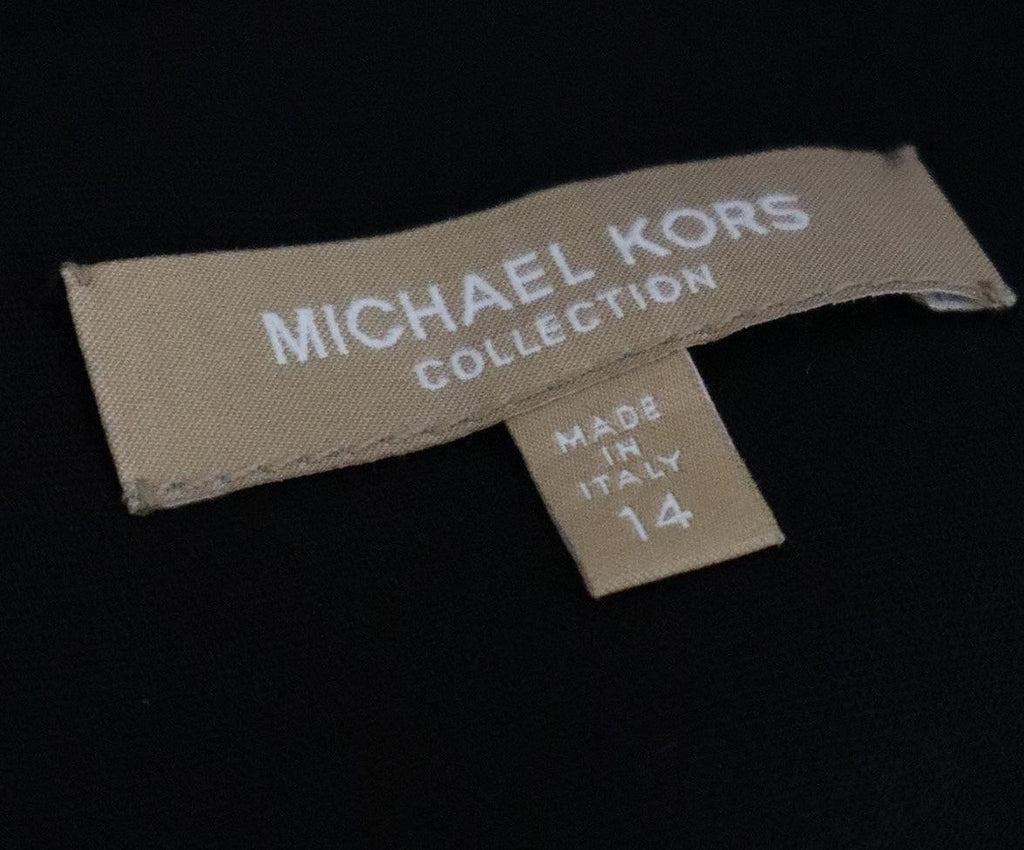 MICHAEL KORS
COLLECTION
MADE
IN
ITALY
14